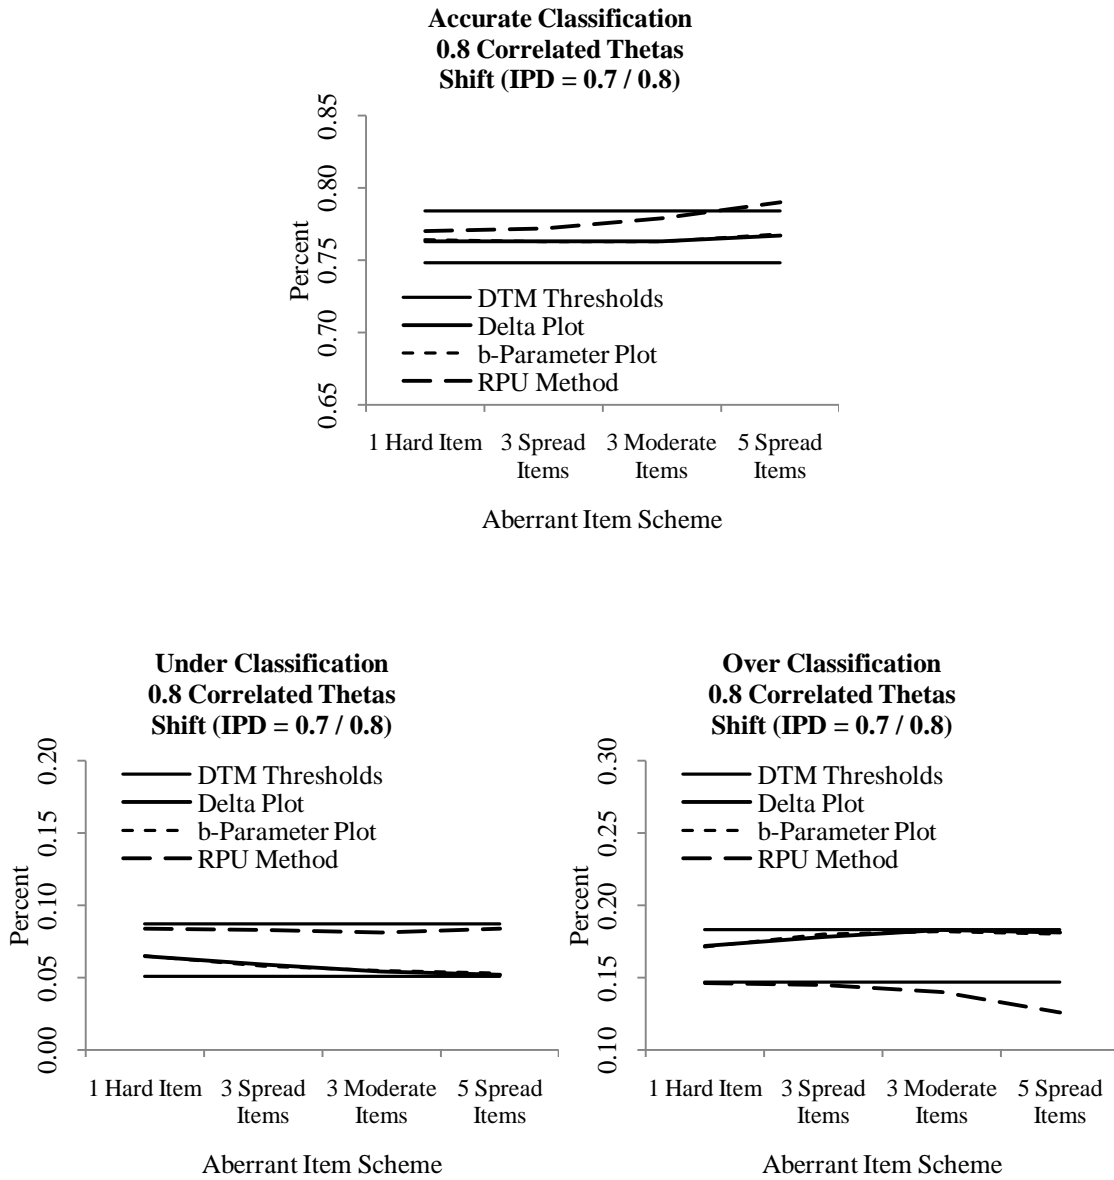 Accurate Classification
0.8 Correlated Thetas
Shift (IPD = 0.7 / 0.8)
0.85
0.80
0.75
0.70
0.65
Percent
DTM Thresholds
Delta Plot
b-Parameter Plot
RPU Method
1 Hard Item 3 Spread Items 3 Moderate Items 5 Spread Items
Aberrant Item Scheme
Under Classification
0.8 Correlated Thetas
Shift (IPD = 0.7 / 0.8)
0.20
0.15
0.10
0.05
0.00
Percent
DTM Thresholds
Delta Plot
b-Parameter Plot
RPU Method
1 Hard Item 3 Spread Items 3 Moderate Items 5 Spread Items
Aberrant Item Scheme
Over Classification
0.8 Correlated Thetas
Shift (IPD = 0.7 / 0.8)
0.30
0.25
0.20
0.15
0.10
Percent
DTM Thresholds
Delta Plot
b-Parameter Plot
RPU Method
1 Hard Item 3 Spread Items 3 Moderate Items 5 Spread Items
Aberrant Item Scheme